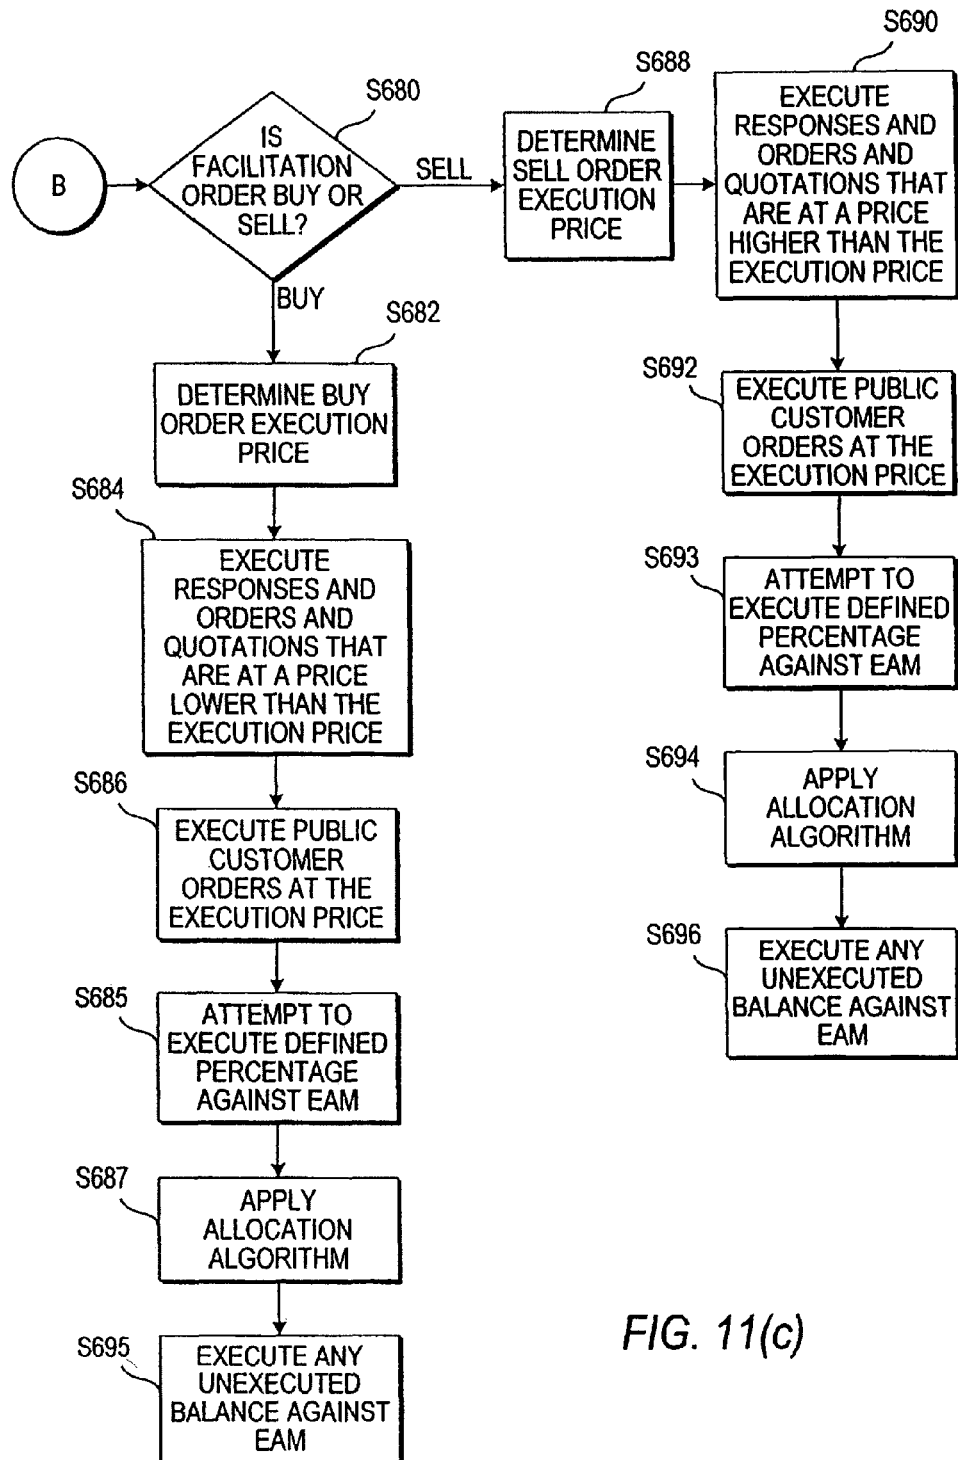 B
S680
IS
FACILITATION
ORDER BUY OR
SELL?
SELL
BUY
S688
DETERMINE
SELL ORDER
EXECUTION
PRICE
S690
EXECUTE
RESPONSES AND
ORDERS AND
QUOTATIONS THAT
ARE AT A PRICE
HIGHER THAN THE
EXECUTION PRICE
S682
DETERMINE BUY
ORDER EXECUTION
PRICE
S684
EXECUTE
RESPONSES AND
ORDERS AND
QUOTATIONS THAT
ARE AT A PRICE
LOWER THAN THE
EXECUTION PRICE
S686
EXECUTE PUBLIC
CUSTOMER
ORDERS AT THE
EXECUTION PRICE
S685
ATTEMPT TO
EXECUTE DEFINED
PERCENTAGE
AGAINST EAM
S687
APPLY
ALLOCATION
ALGORITHM
S695
EXECUTE ANY
UNEXECUTED
BALANCE AGAINST
EAM
S692
EXECUTE PUBLIC
CUSTOMER
ORDERS AT THE
EXECUTION PRICE
S693
ATTEMPT TO
EXECUTE DEFINED
PERCENTAGE
AGAINST EAM
S694
APPLY
ALLOCATION
ALGORITHM
S696
EXECUTE ANY
UNEXECUTED
BALANCE AGAINST
EAM
FIG. 11(c)